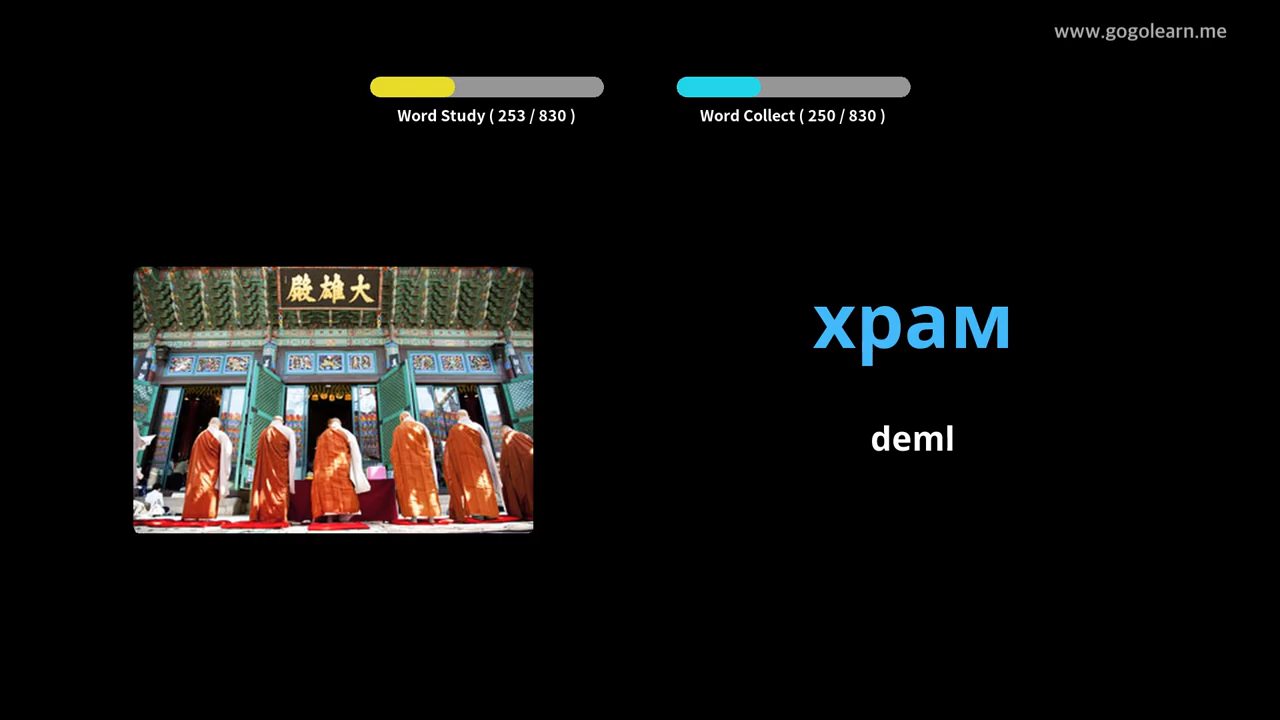 www.gogolearn.me
Word Study ( 253 / 830 )
Word Collect ( 250 / 830 )
殿雄大
храм
deml